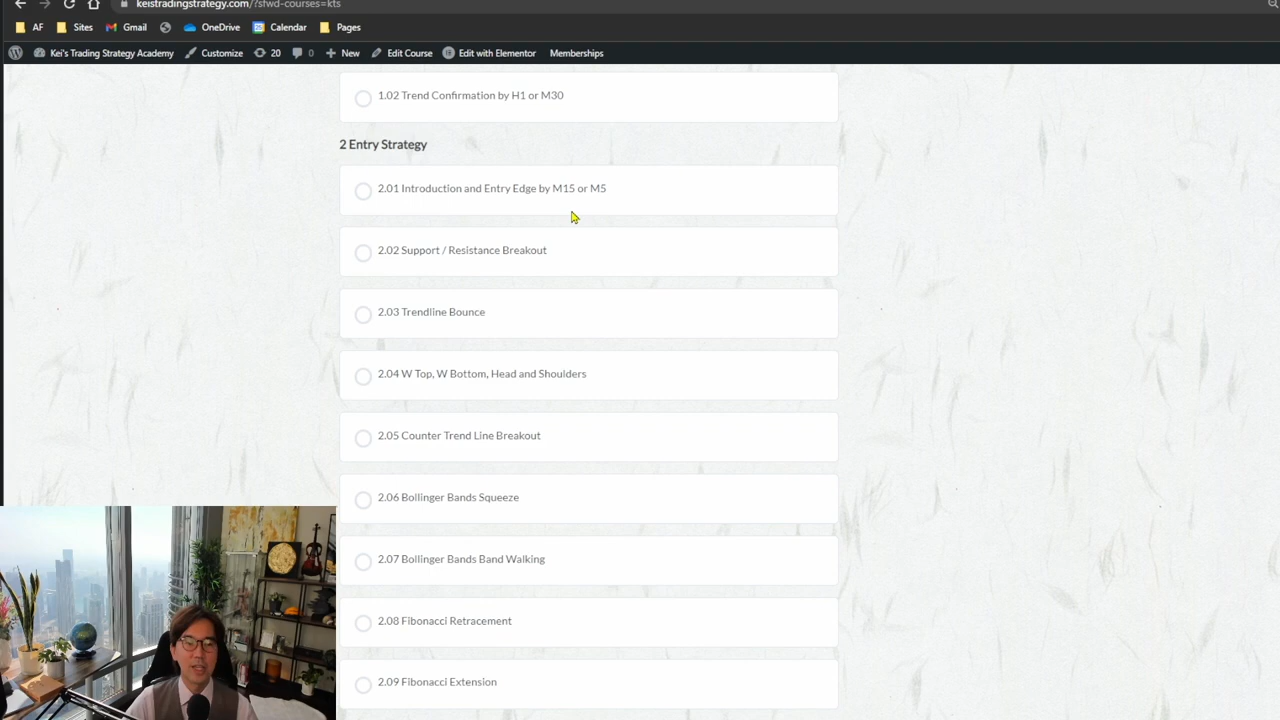 keistradingstrategy.com/?sfwd-courses=kts
AF Sites Gmail OneDrive Calendar Pages
Kei's Trading Strategy Academy Customize 20 0 New Edit Course Edit with Elementor Memberships
1.02 Trend Confirmation by H1 or M30
2 Entry Strategy
2.01 Introduction and Entry Edge by M15 or M5
2.02 Support / Resistance Breakout
2.03 Trendline Bounce
2.04 W Top, W Bottom, Head and Shoulders
2.05 Counter Trend Line Breakout
2.06 Bollinger Bands Squeeze
2.07 Bollinger Bands Band Walking
2.08 Fibonacci Retracement
2.09 Fibonacci Extension